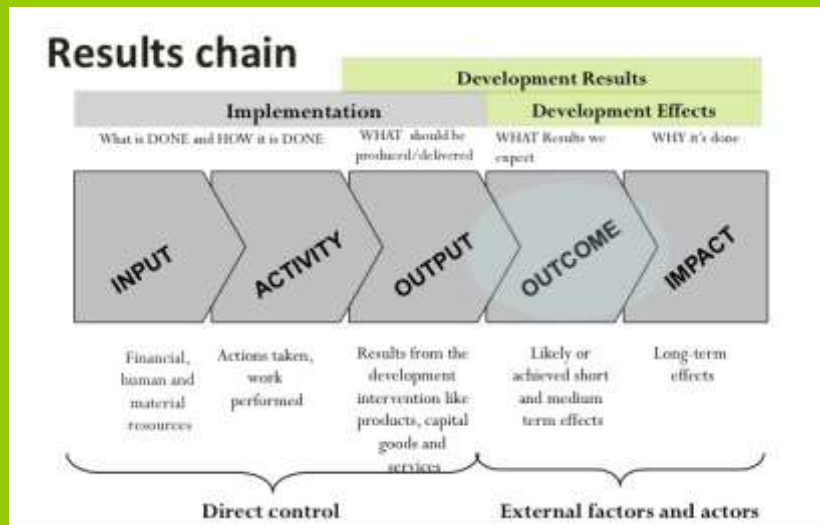 Results chain
Development Results
Implementation
Development Effects
What is DONE and HOW it is DONE
WHAT should be
produced/delivered
WHAT Results we
expect
WHY it's done
INPUT
ACTIVITY
OUTPUT
OUTCOME
IMPACT
Financial,
human and
material
resources
Actions taken,
work
performed
Results from the
development
intervention like
products, capital
goods and
services
Likely or
achieved short
and medium
term effects
Long-term
effects
Direct control
External factors and actors